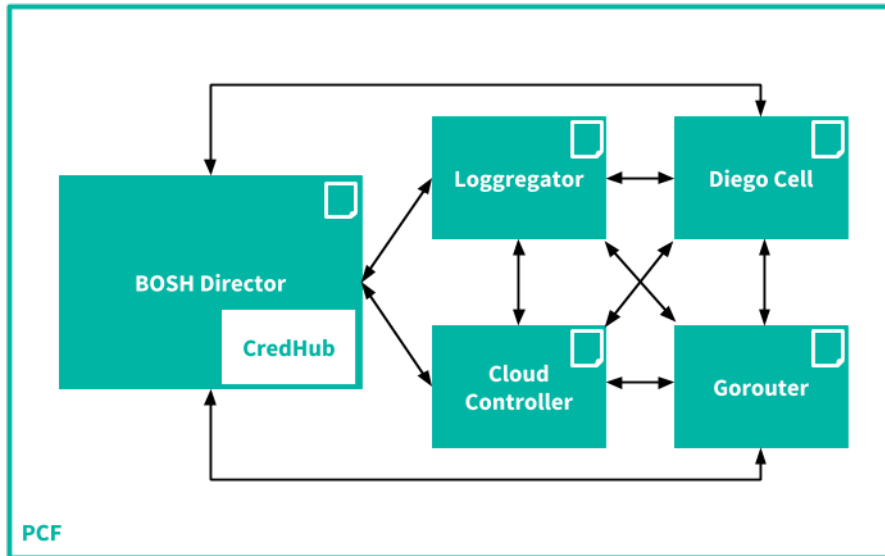 Loggregator
Diego Cell
BOSH Director
CredHub
Cloud
Controller
Gorouter
PCF